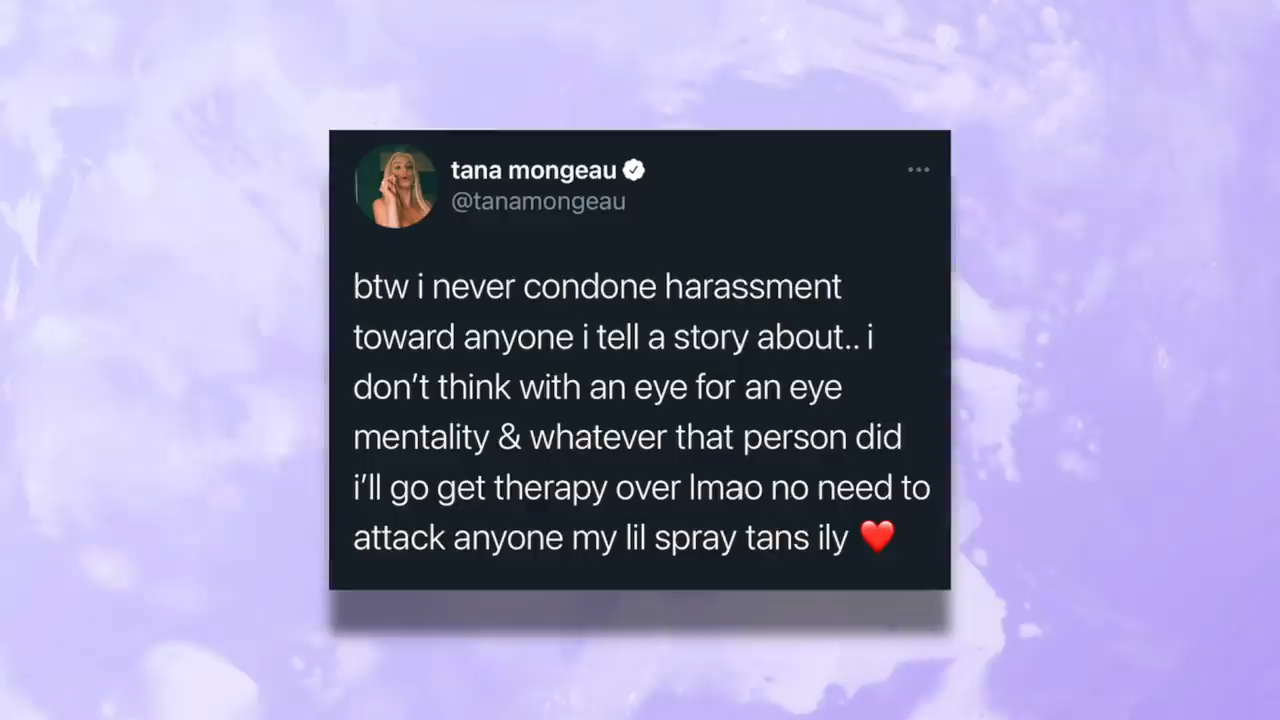 tana mongeau
@tanamongeau
btw i never condone harassment
toward anyone i tell a story about.. i
don’t think with an eye for an eye
mentality & whatever that person did
i’ll go get therapy over lmao no need to
attack anyone my lil spray tans ily ❤️